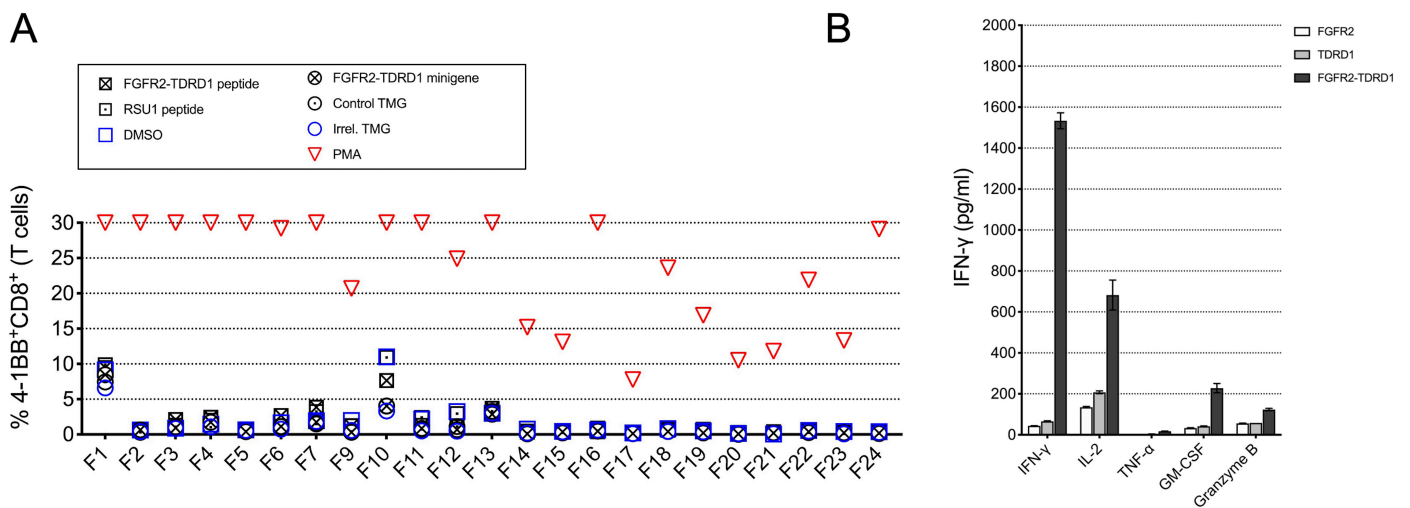 A
FGFR2-TDRD1 peptide
RSU1 peptide
DMSO
FGFR2-TDRD1 minigene
Control TMG
Irrel. TMG
PMA
% 4-1BB⁺CD8⁺ (T cells)
30
25
20
15
10
5
0
F1 F2 F3 F4 F5 F6 F7 F9 F10 F11 F12 F13 F14 F15 F16 F17 F18 F19 F20 F21 F22 F23 F24
B
FGFR2
TDRD1
FGFR2-TDRD1
IFN-γ (pg/ml)
2000
1800
1600
1400
1200
1000
800
600
400
200
0
IFN-γ IL-2 TNF-α GM-CSF Granzyme B